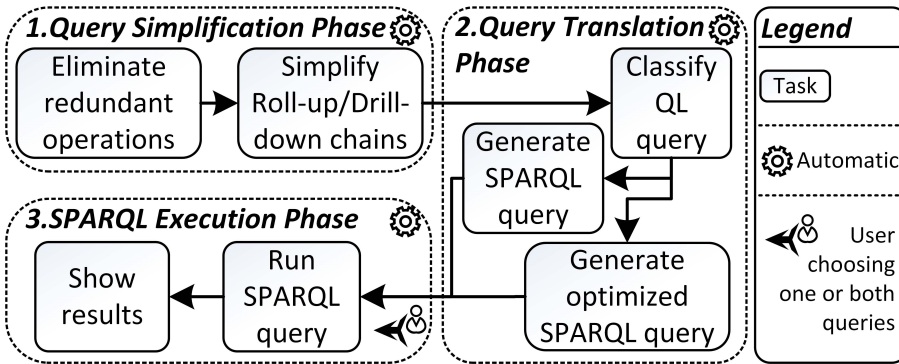 1.Query Simplification Phase
Eliminate
redundant
operations
Simplify
Roll-up/Drill-
down chains
2.Query Translation
Phase
Classify
QL
query
Generate
SPARQL
query
Generate
optimized
SPARQL query
3.SPARQL Execution Phase
Run
SPARQL
query
Show
results
Legend
Task
Automatic
User
choosing
one or both
queries